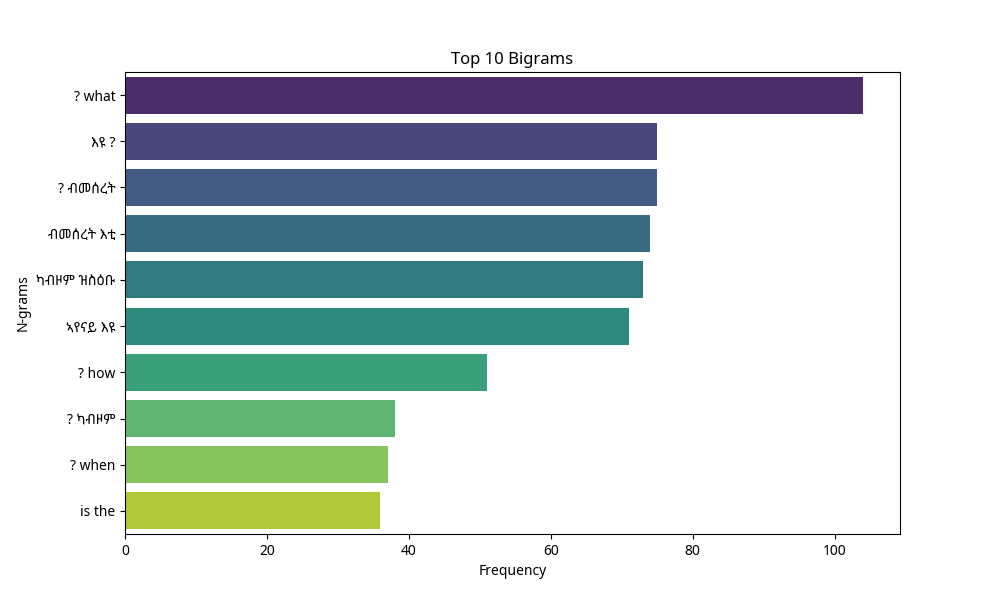 Top 10 Bigrams
? what
እዩ ?
? ብመሰረት
ብመሰረት እቲ
ካብዞም ዝስዕቡ
ኣየናይ እዩ
? how
? ካብዞም
? when
is the
N-grams
0 20 40 60 80 100
Frequency